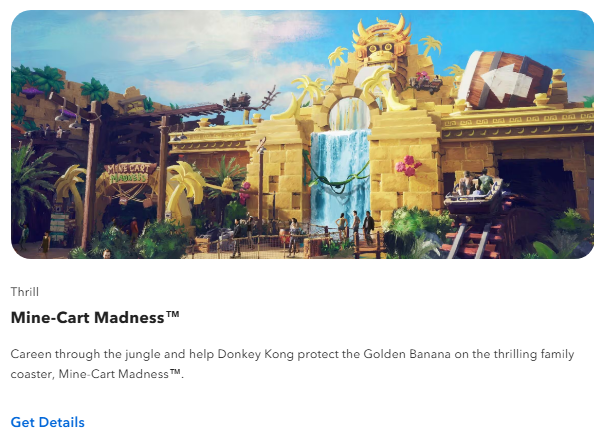 MINE CART
MADNESS
Thrill
Mine-Cart Madness™
Careen through the jungle and help Donkey Kong protect the Golden Banana on the thrilling family
coaster, Mine-Cart Madness™.
Get Details